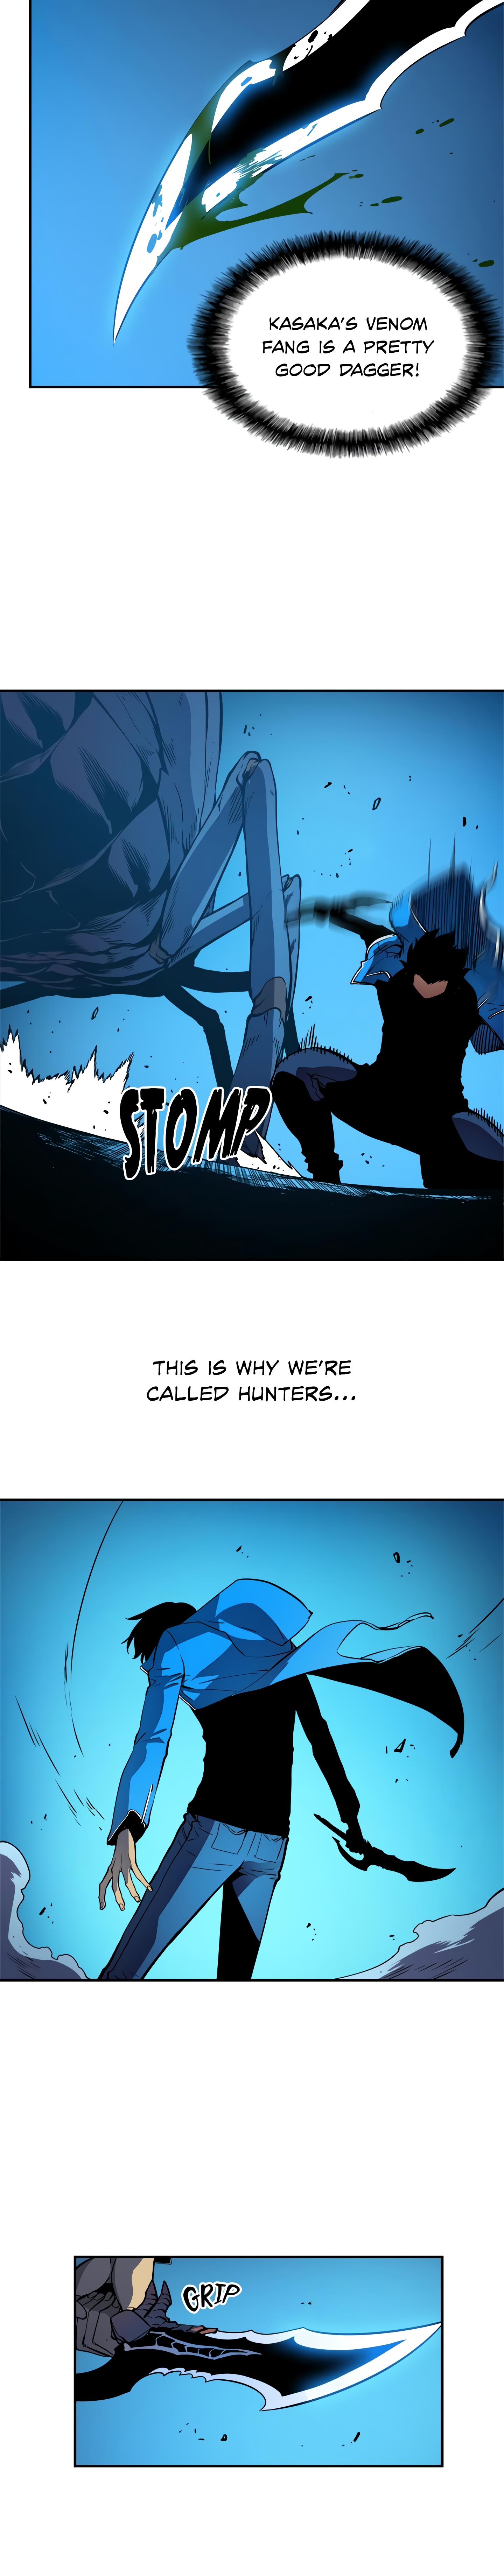 KASAKA'S VENOM
FANG IS A PRETTY
GOOD DAGGER!
STOMP
THIS IS WHY WE'RE
CALLED HUNTERS...
GRIP